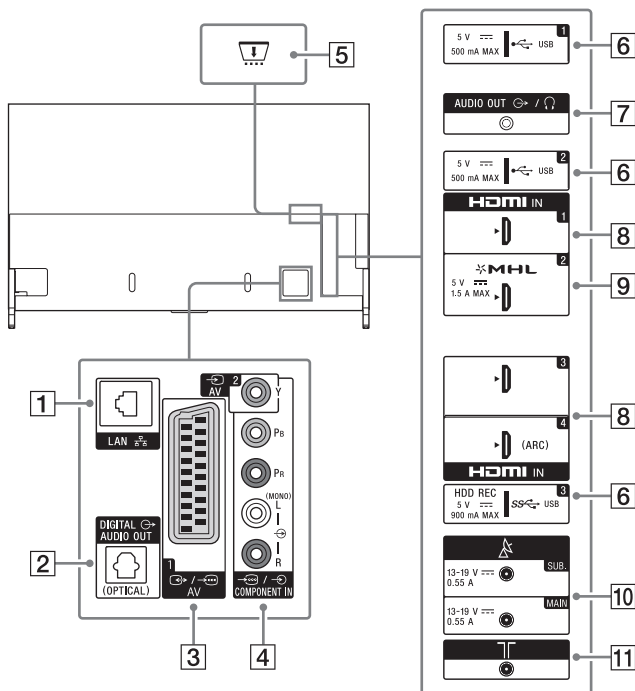 5
5 V
500 mA MAX
USB
1
6
AUDIO OUT /
7
5 V
500 mA MAX
USB
2
6
HDMI IN
1
8
MHL
2
5 V
1.5 A MAX
9
3
8
4
(ARC)
HDMI IN
HDD REC
5 V
900 mA MAX
SS
USB
3
6
SUB.
13-19 V
0.55 A
10
MAIN
13-19 V
0.55 A
11
1
LAN
2
DIGITAL
AUDIO OUT
(OPTICAL)
AV
2
Y
PB
PR
(MONO)
L
R
1
/
AV
/
COMPONENT IN
3
4